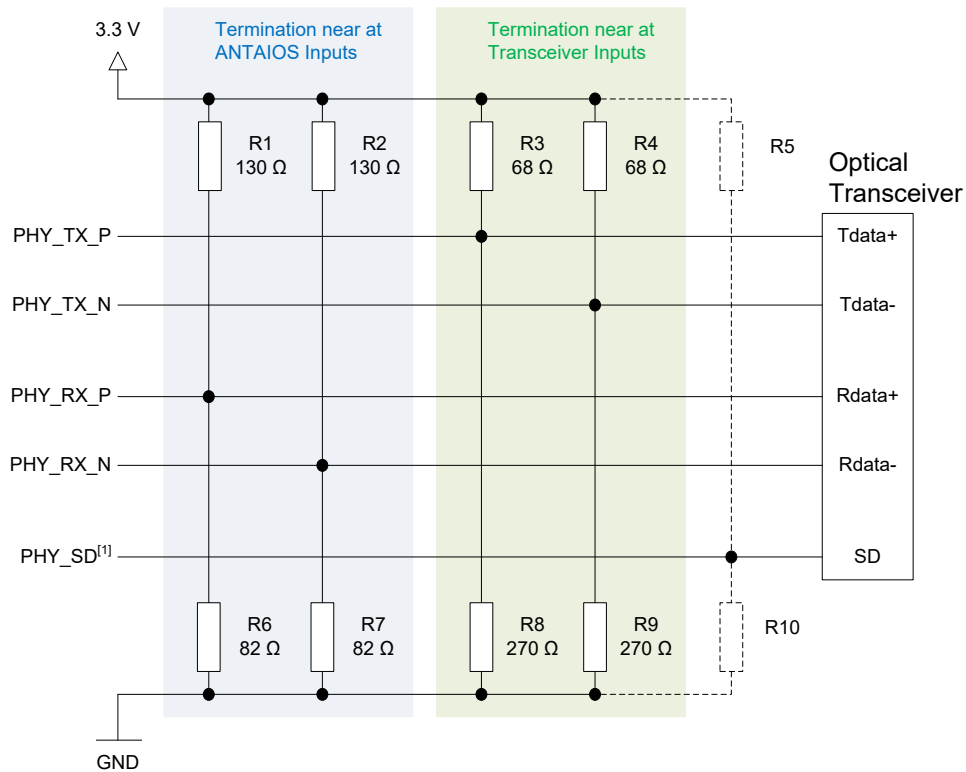 3.3 V
Termination near at
ANTAIOS Inputs
Termination near at
Transceiver Inputs
R1
130 Ω
R2
130 Ω
R3
68 Ω
R4
68 Ω
R5
Optical
Transceiver
PHY_TX_P
Tdata+
PHY_TX_N
Tdata-
PHY_RX_P
Rdata+
PHY_RX_N
Rdata-
PHY_SD[1]
SD
R6
82 Ω
R7
82 Ω
R8
270 Ω
R9
270 Ω
R10
GND